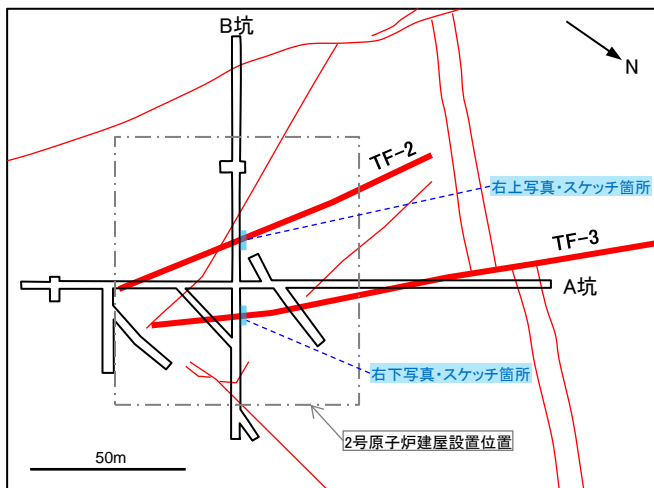 B坑
N
TF-2
右上写真・スケッチ箇所
TF-3
A坑
右下写真・スケッチ箇所
2号原子炉建屋設置位置
50m